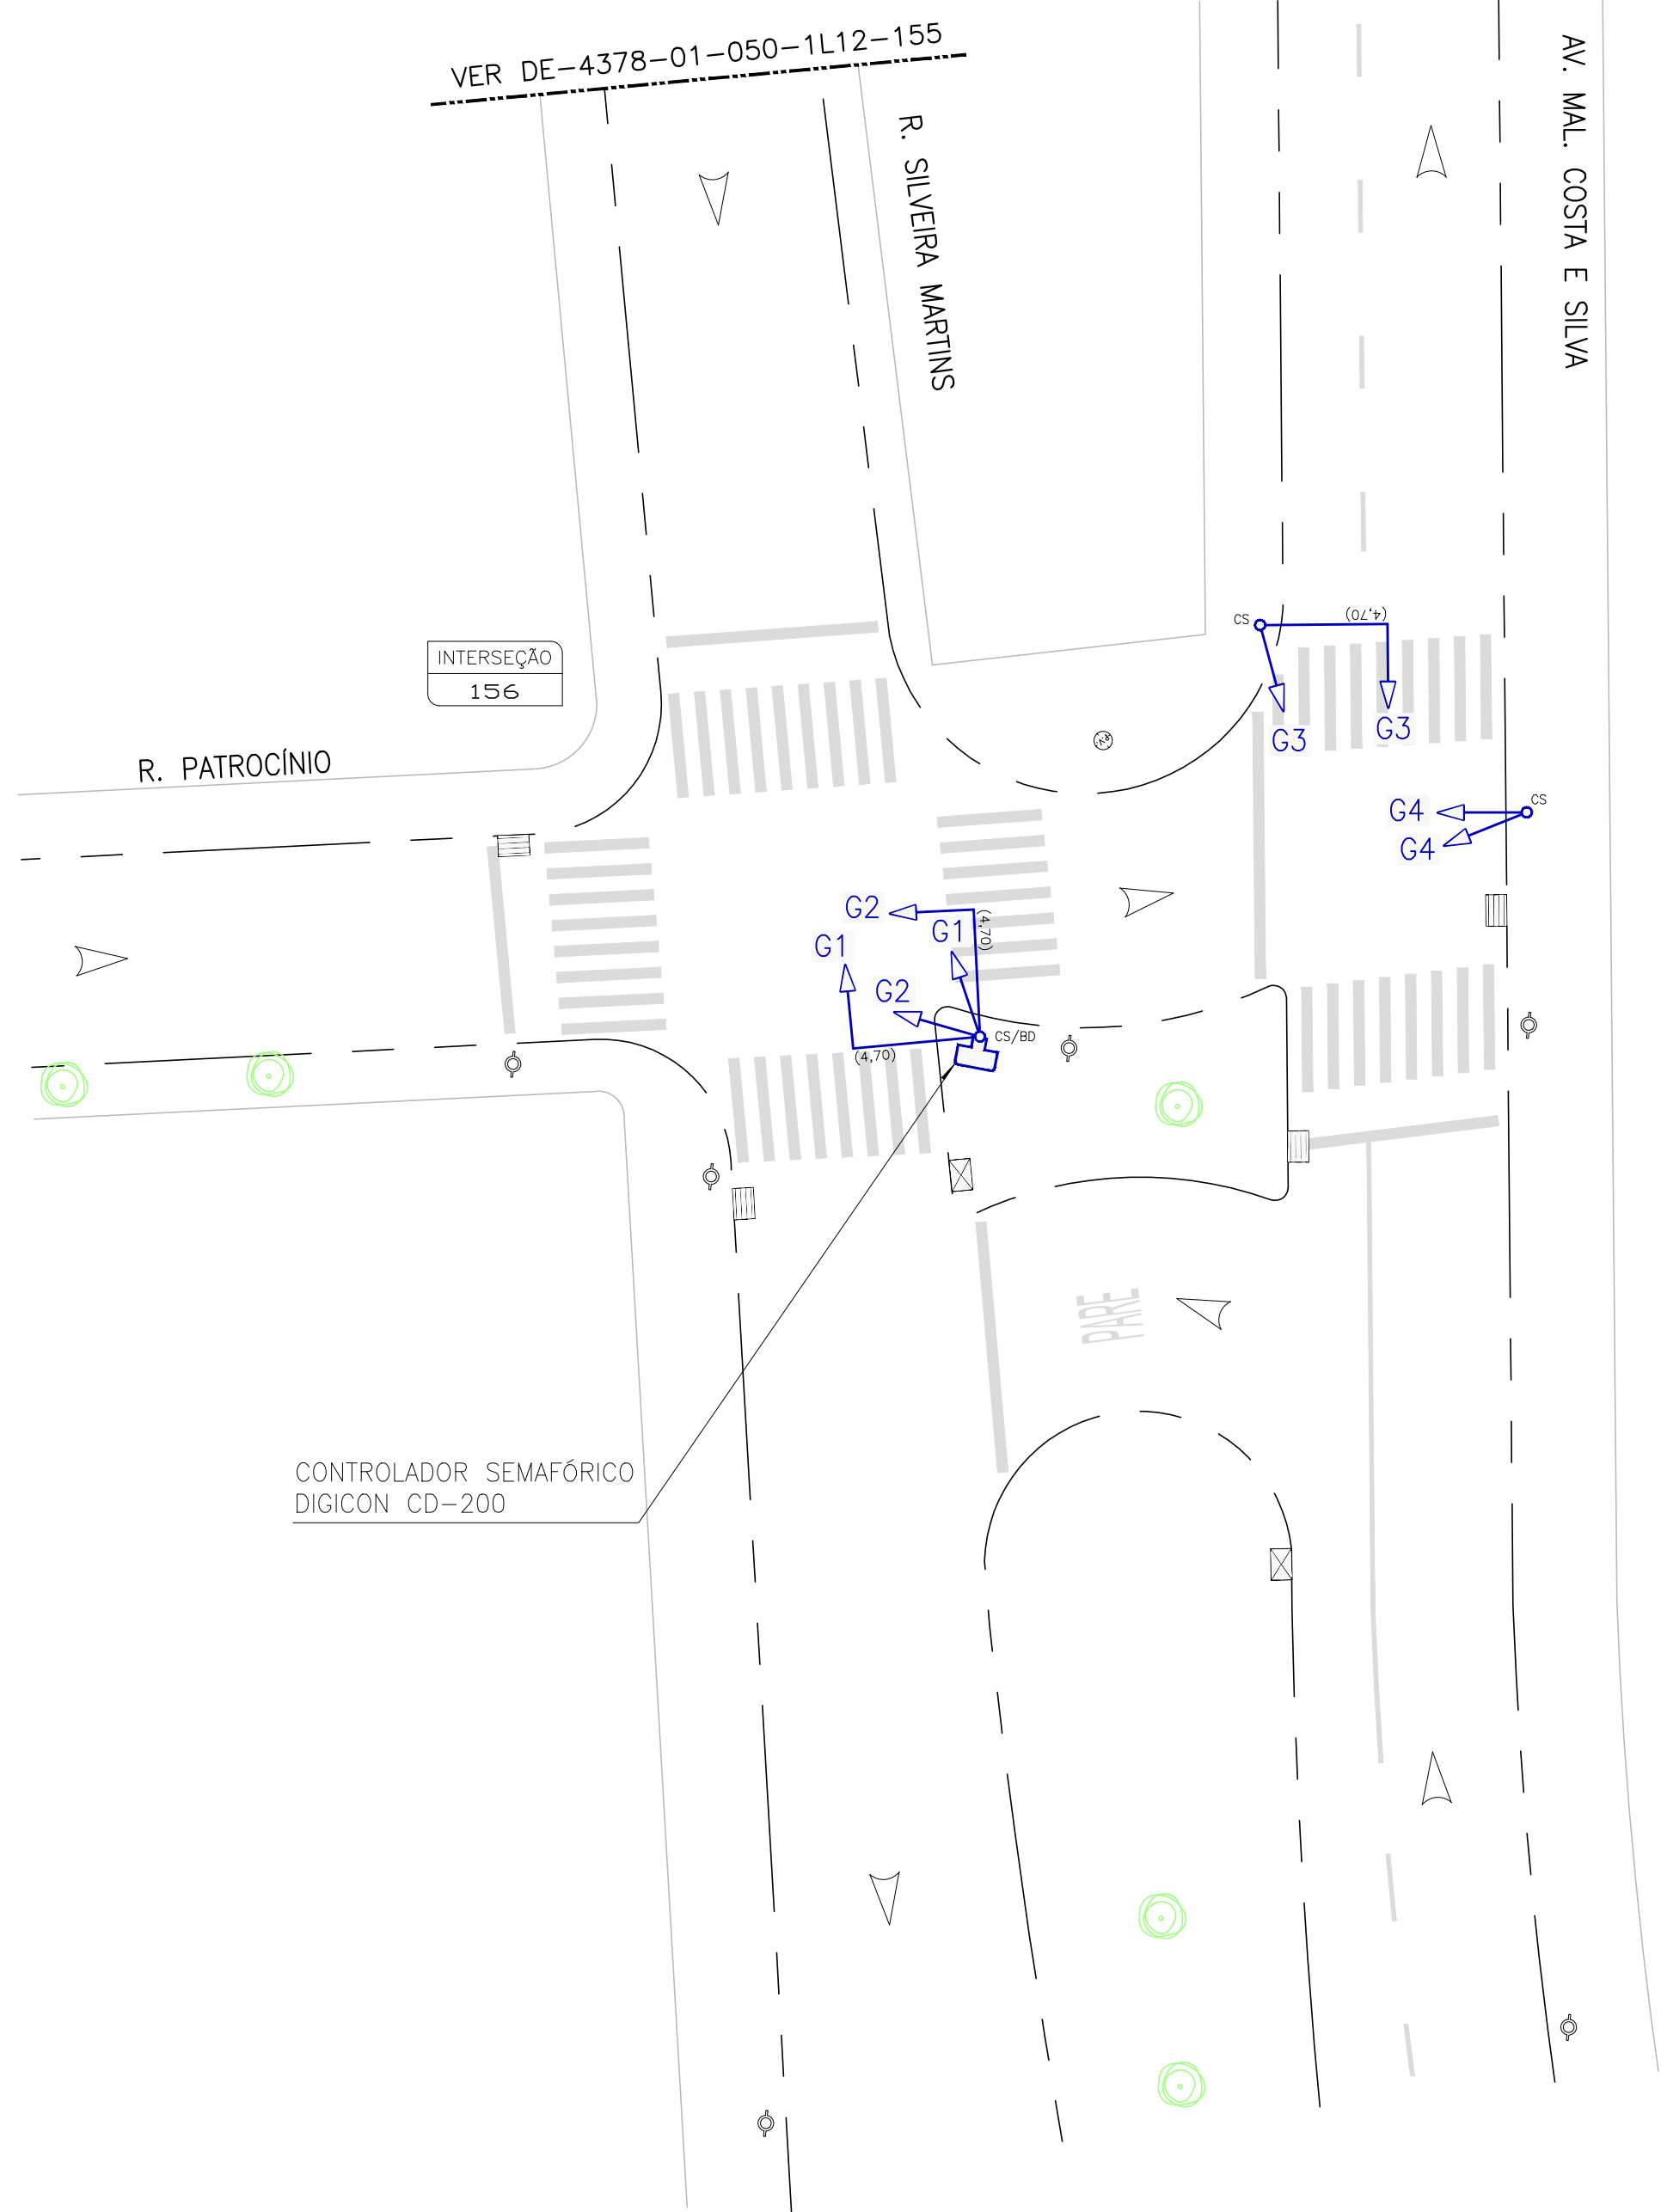 VER DE-4378-01-050-1L12-155
AV. MAL. COSTA E SILVA
R. SILVEIRA MARTINS
CS
(4,70)
INTERSEÇÃO
156
G3
G3
R. PATROCÍNIO
P.V.
CS
G4
G4
G2
G1
(4,70)
G1
G2
CS/BD
(4,70)
PARE
CONTROLADOR SEMAFÓRICO
DIGICON CD-200